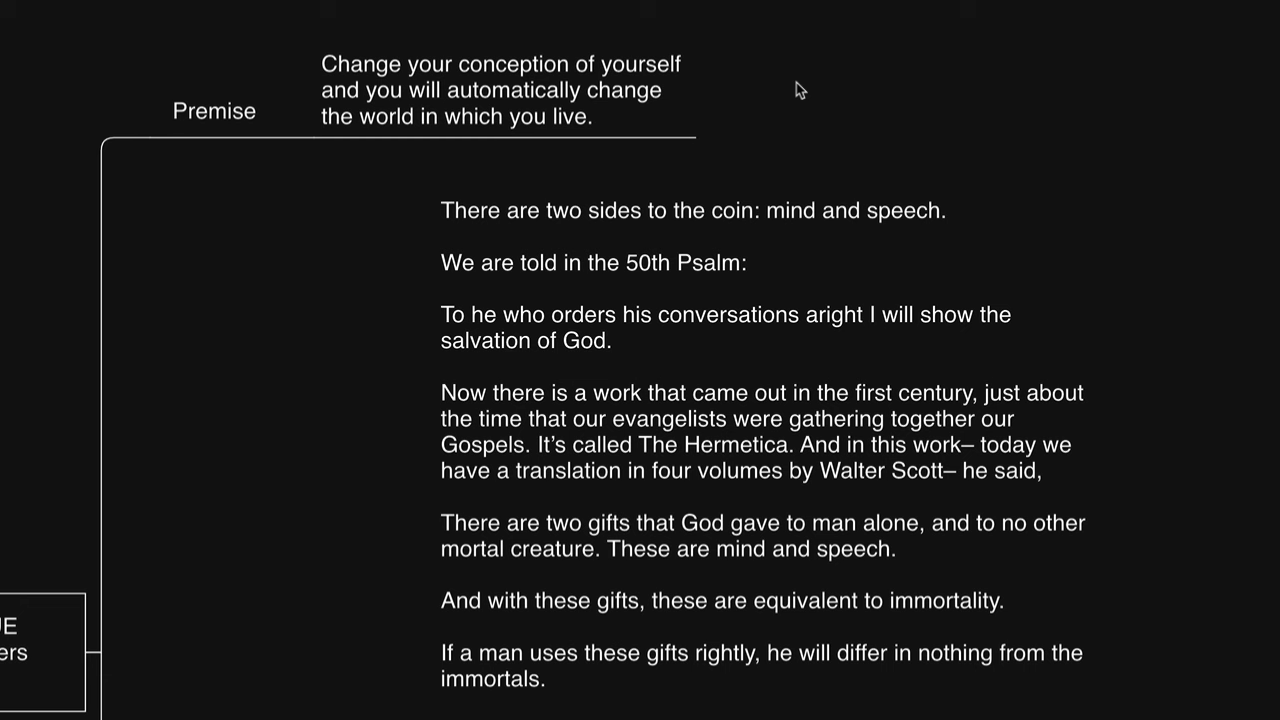 Change your conception of yourself
and you will automatically change
the world in which you live.
Premise
There are two sides to the coin: mind and speech.
We are told in the 50th Psalm:
To he who orders his conversations aright I will show the
salvation of God.
Now there is a work that came out in the first century, just about
the time that our evangelists were gathering together our
Gospels. It’s called The Hermetica. And in this work– today we
have a translation in four volumes by Walter Scott– he said,
There are two gifts that God gave to man alone, and to no other
mortal creature. These are mind and speech.
And with these gifts, these are equivalent to immortality.
If a man uses these gifts rightly, he will differ in nothing from the
immortals.